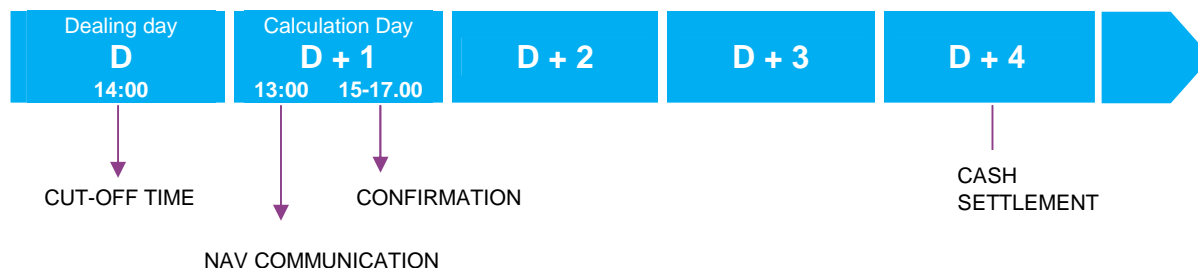 Dealing day
D
14:00
Calculation Day
D + 1
13:00 15-17.00
D + 2
D + 3
D + 4
CUT-OFF TIME
CONFIRMATION
CASH
SETTLEMENT
NAV COMMUNICATION